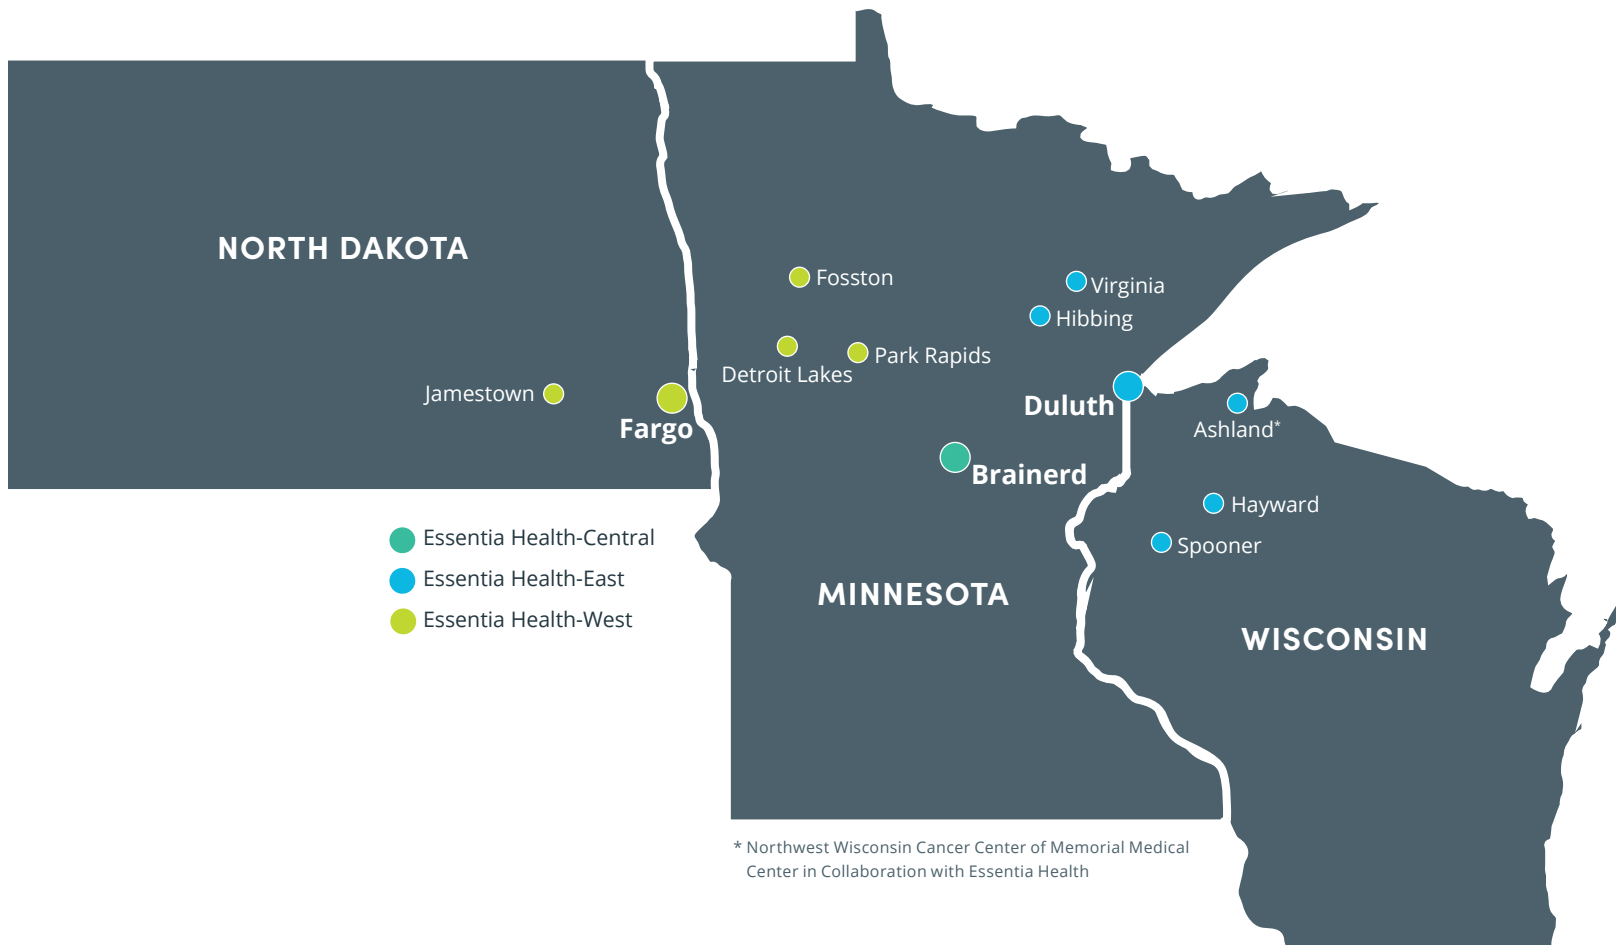 NORTH DAKOTA
Fosston
Virginia
Hibbing
Park Rapids
Detroit Lakes
Jamestown
Fargo
Duluth
Ashland*
Brainerd
Hayward
Spooner
Essentia Health-Central
Essentia Health-East
Essentia Health-West
MINNESOTA
WISCONSIN
* Northwest Wisconsin Cancer Center of Memorial Medical
Center in Collaboration with Essentia Health